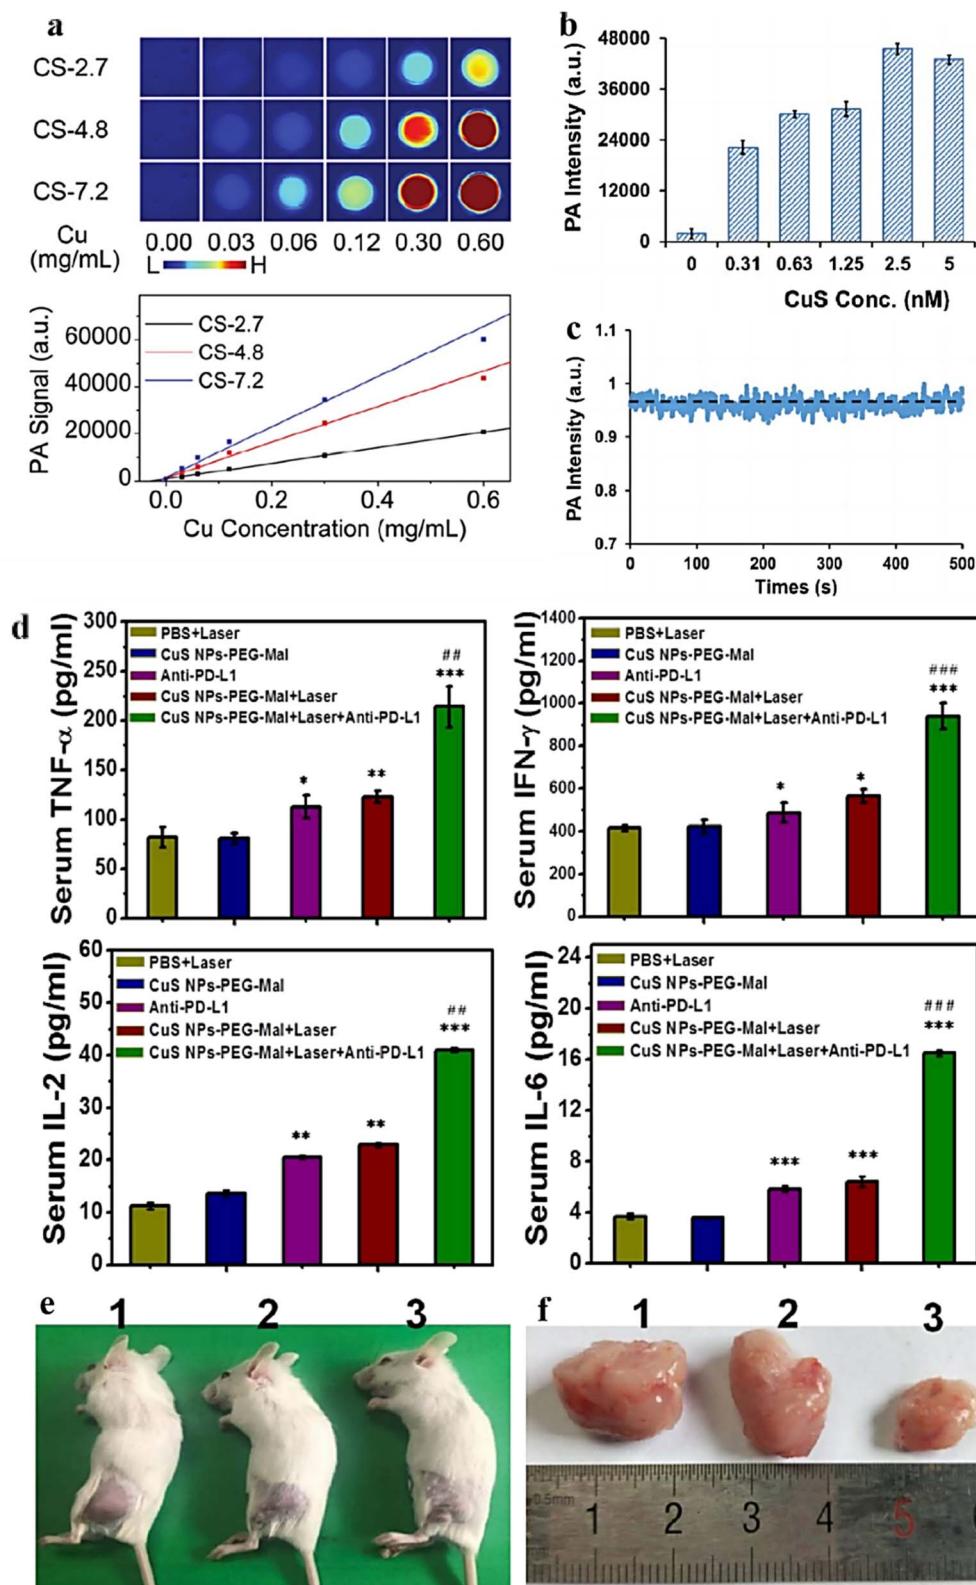 a
CS-2.7
CS-4.8
CS-7.2
Cu
(mg/mL)
0.00 0.03 0.06 0.12 0.30 0.60
L H
PA Signal (a.u.)
60000
40000
20000
0
CS-2.7
CS-4.8
CS-7.2
0.0 0.2 0.4 0.6
Cu Concentration (mg/mL)
b
PA Intensity (a.u.)
48000
36000
24000
12000
0
0 0.31 0.63 1.25 2.5 5
CuS Conc. (nM)
c
PA Intensity (a.u.)
1.1
1
0.9
0.8
0.7
0 100 200 300 400 500
Times (s)
d
Serum TNF-α (pg/ml)
300
250
200
150
100
50
0
PBS+Laser
CuS NPs-PEG-Mal
Anti-PD-L1
CuS NPs-PEG-Mal+Laser
CuS NPs-PEG-Mal+Laser+Anti-PD-L1
*
**
##
***
Serum IFN-γ (pg/ml)
1400
1200
1000
800
600
400
200
0
PBS+Laser
CuS NPs-PEG-Mal
Anti-PD-L1
CuS NPs-PEG-Mal+Laser
CuS NPs-PEG-Mal+Laser+Anti-PD-L1
*
*
###
***
Serum IL-2 (pg/ml)
60
50
40
30
20
10
0
PBS+Laser
CuS NPs-PEG-Mal
Anti-PD-L1
CuS NPs-PEG-Mal+Laser
CuS NPs-PEG-Mal+Laser+Anti-PD-L1
**
**
##
***
Serum IL-6 (pg/ml)
24
20
16
12
8
4
0
PBS+Laser
CuS NPs-PEG-Mal
Anti-PD-L1
CuS NPs-PEG-Mal+Laser
CuS NPs-PEG-Mal+Laser+Anti-PD-L1
***
***
###
***
e
1 2 3
f
1 2 3
0.5mm
1 2 3 4 5